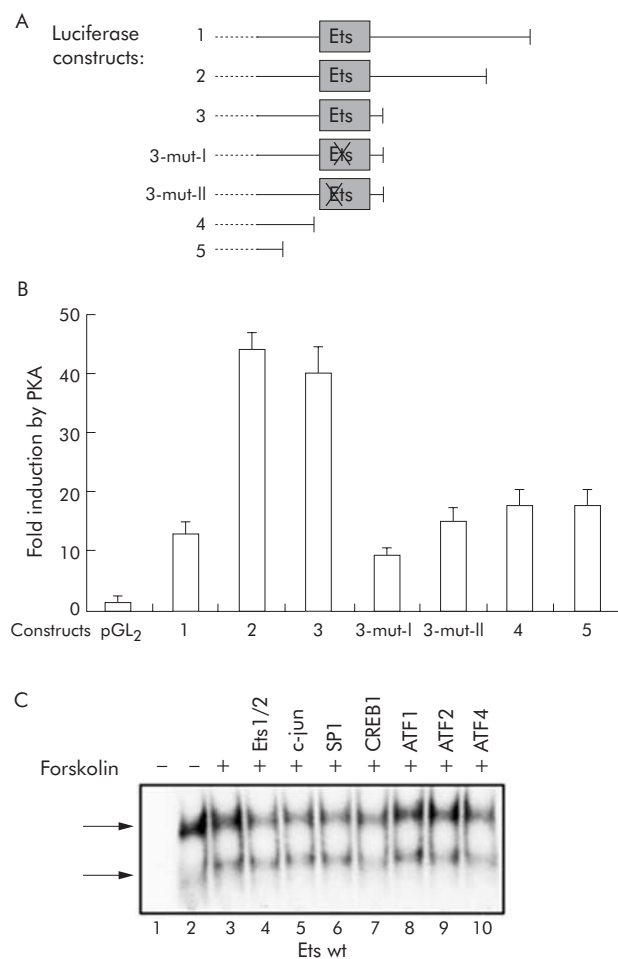 A
Luciferase
constructs:
1 Ets
2 Ets
3 Ets
3-mut-I Ets
3-mut-II Ets
4
5
B
Fold induction by PKA
50
40
30
20
10
0
Constructs pGL2 1 2 3 3-mut-I 3-mut-II 4 5
C
Ets1/2 c-jun SP1 CREB1 ATF1 ATF2 ATF4
Forskolin – – + + + + + + + +
1 2 3 4 5 6 7 8 9 10
Ets wt